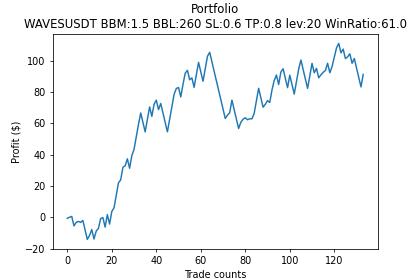 Portfolio
WAVESUSDT BBM:1.5 BBL:260 SL:0.6 TP:0.8 lev:20 WinRatio:61.0
100
80
60
40
20
0
−20
Profit ($)
0 20 40 60 80 100 120
Trade counts